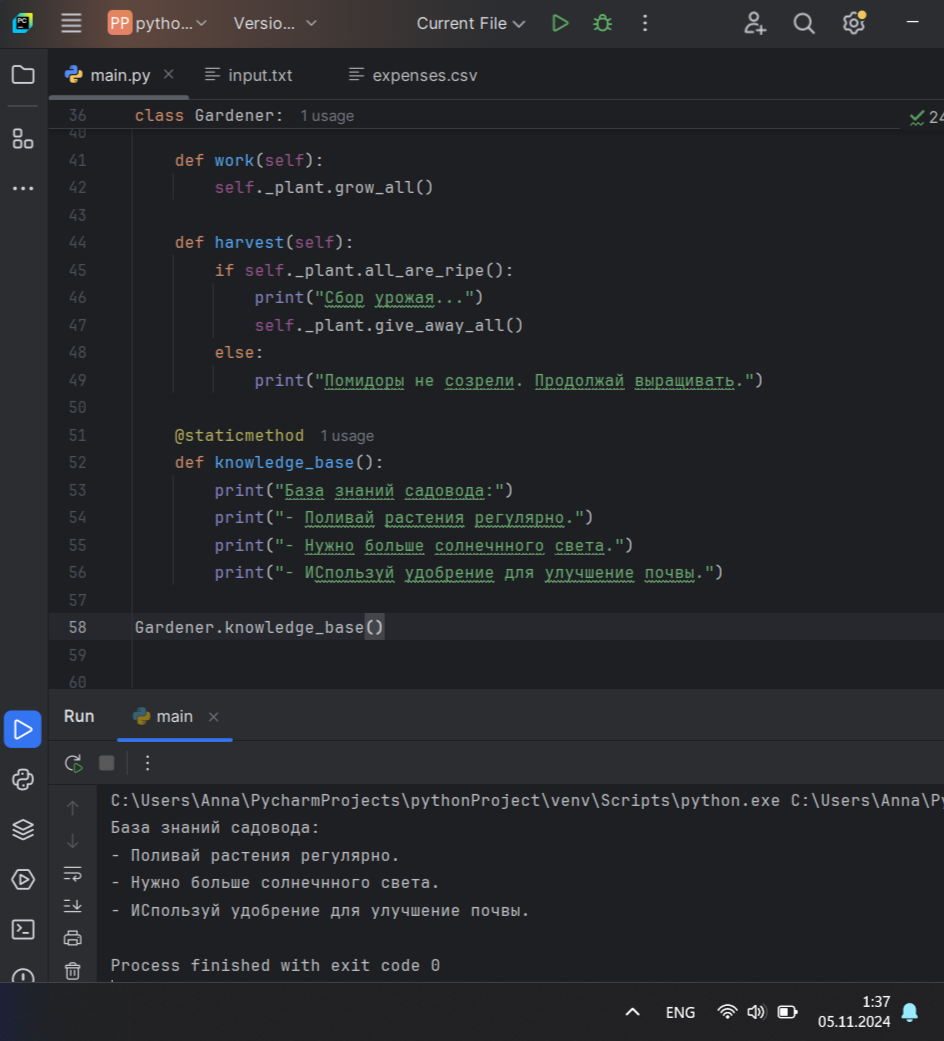 PC PP pytho... Versio... Current File
main.py input.txt expenses.csv
36 class Gardener: 1 usage 24
40
41 def work(self):
42 self._plant.grow_all()
43
44 def harvest(self):
45 if self._plant.all_are_ripe():
46 print("Сбор урожая...")
47 self._plant.give_away_all()
48 else:
49 print("Помидоры не созрели. Продолжай выращивать.")
50
51 @staticmethod 1 usage
52 def knowledge_base():
53 print("База знаний садовода:")
54 print("- Поливай растения регулярно.")
55 print("- Нужно больше солнечнного света.")
56 print("- ИСпользуй удобрение для улучшение почвы.")
57
58 Gardener.knowledge_base()
59
60
Run main
C:\Users\Anna\PycharmProjects\pythonProject\venv\Scripts\python.exe C:\Users\Anna\Py
База знаний садовода:
- Поливай растения регулярно.
- Нужно больше солнечнного света.
- ИСпользуй удобрение для улучшение почвы.
Process finished with exit code 0
ENG 1:37
05.11.2024